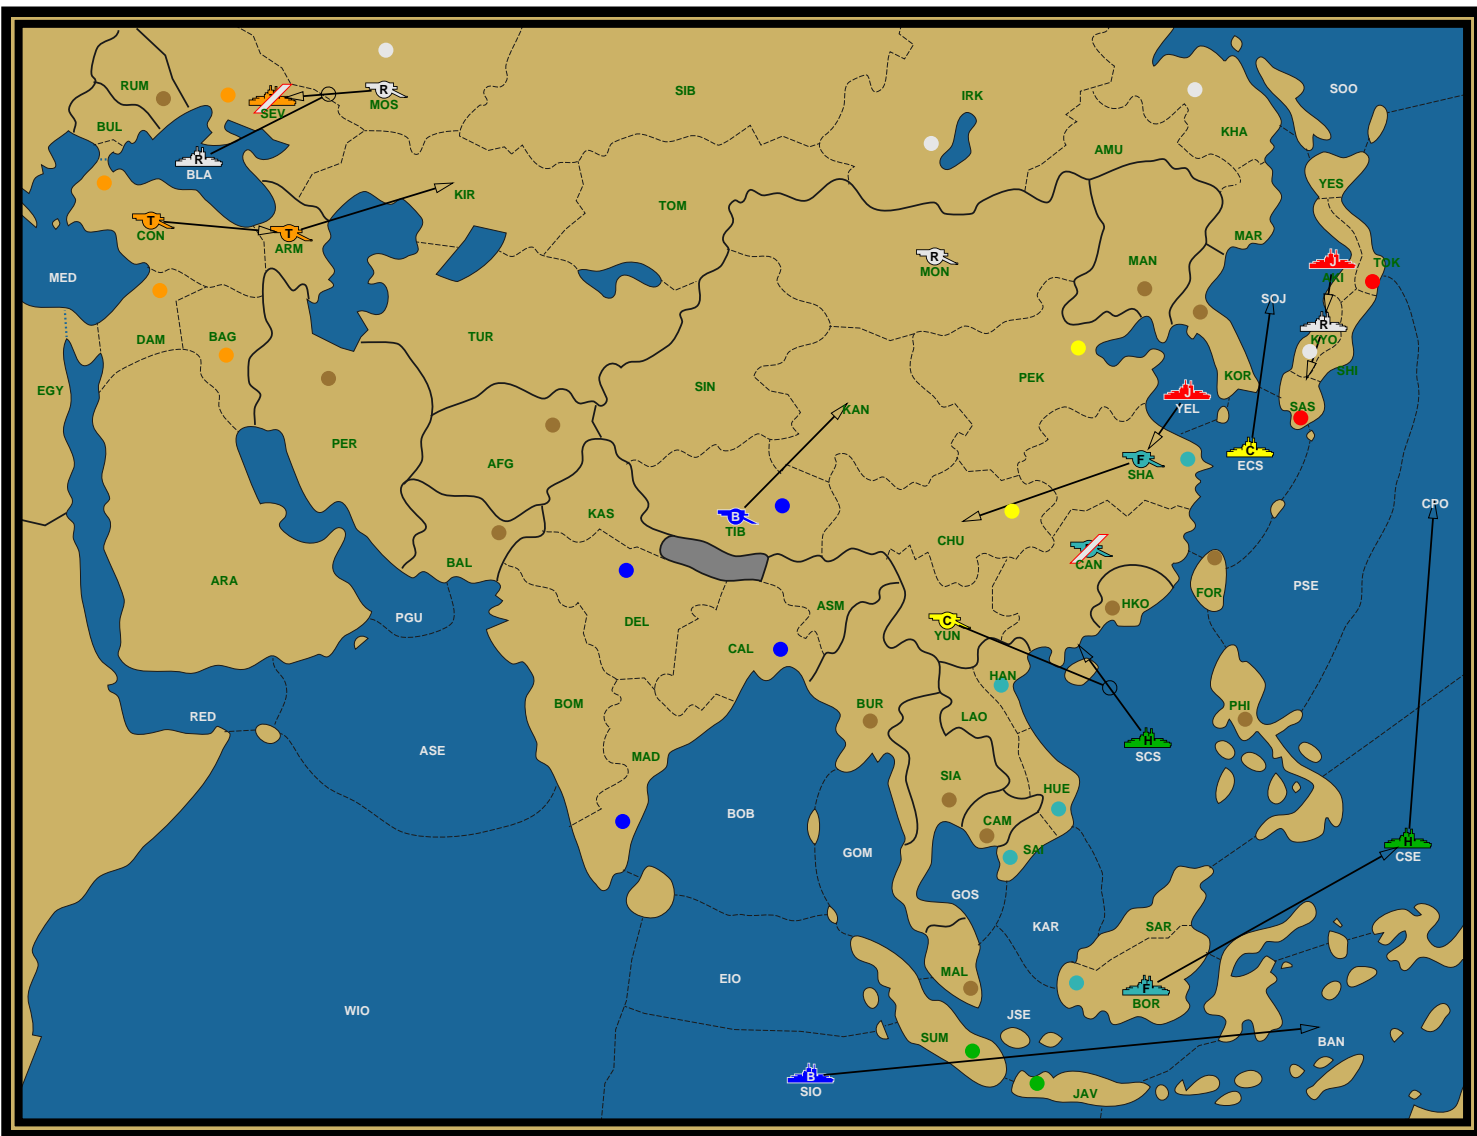 SOO
RUM
SIB
IRK
R
MOS
SEV
BUL
KHA
AMU
R
BLA
YES
KIR
TOM
T
CON
T
ARM
MAR
MED
R
MON
MAN
J
AKI
TOK
SOJ
DAM
BAG
TUR
R
KYO
SHI
EGY
SIN
PEK
KOR
J
YEL
KAN
SAS
PER
AFG
F
SHA
C
ECS
KAS
B
TIB
CPO
CHU
CAN
BAL
ARA
PGU
DEL
ASM
HKO
FOR
PSE
C
YUN
CAL
HAN
BOM
BUR
LAO
PHI
RED
ASE
MAD
H
SCS
SIA
HUE
BOB
CAM
SAI
GOM
H
CSE
GOS
KAR
SAR
EIO
MAL
F
BOR
WIO
JSE
SUM
BAN
B
SIO
JAV